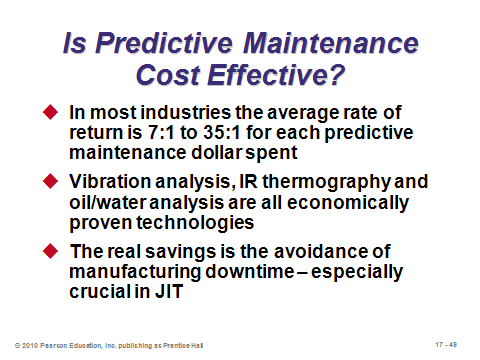 Is Predictive Maintenance
Cost Effective?
In most industries the average rate of
return is 7:1 to 35:1 for each predictive
maintenance dollar spent
Vibration analysis, IR thermography and
oil/water analysis are all economically
proven technologies
The real savings is the avoidance of
manufacturing downtime – especially
crucial in JIT
© 2010 Pearson Education, Inc. publishing as Prentice Hall
17 - 49